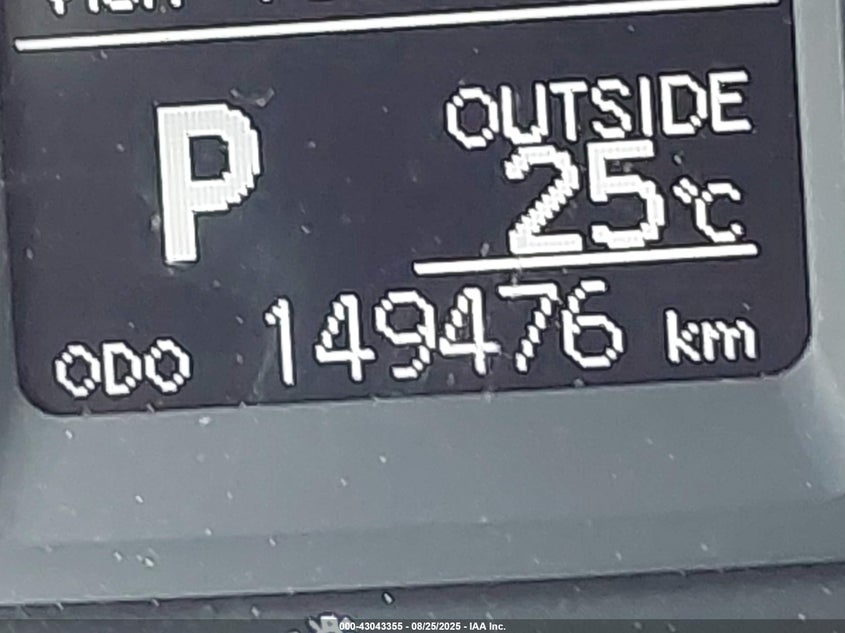 P
OUTSIDE
25°C
ODO 149476 km
000-43043355 - 08/25/2025 - IAA Inc.